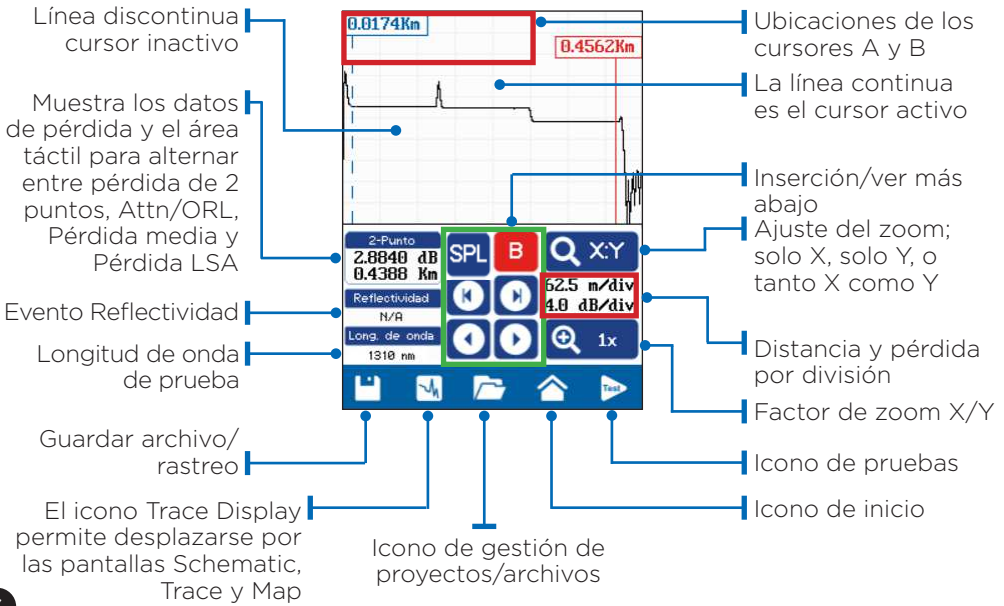 Línea discontinua
cursor inactivo
Muestra los datos
de pérdida y el área
táctil para alternar
entre pérdida de 2
puntos, Attn/ORL,
Pérdida media y
Pérdida LSA
Evento Reflectividad
Longitud de onda
de prueba
Guardar archivo/
rastreo
El icono Trace Display
permite desplazarse por
las pantallas Schematic,
Trace y Map
0.0174Km
0.4562Km
2-Punto
2.8840 dB
0.4388 Km
Reflectividad
N/A
Long. de onda
1310 nm
SPL
B
X:Y
62.5 m/div
4.0 dB/div
1x
Test
Icono de gestión de
proyectos/archivos
Ubicaciones de los
cursores A y B
La línea continua
es el cursor activo
Inserción/ver más
abajo
Ajuste del zoom;
solo X, solo Y, o
tanto X como Y
Distancia y pérdida
por división
Factor de zoom X/Y
Icono de pruebas
Icono de inicio